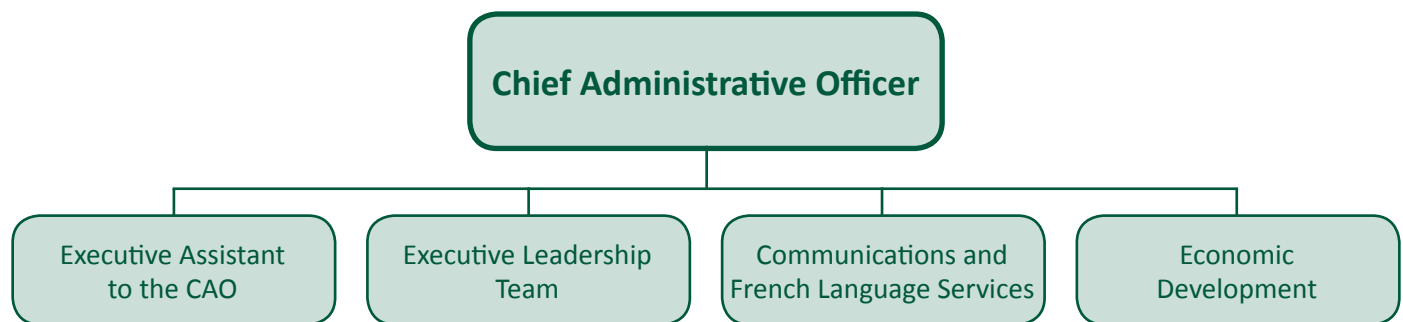 Chief Administrative Officer
Executive Assistant
to the CAO
Executive Leadership
Team
Communications and
French Language Services
Economic
Development